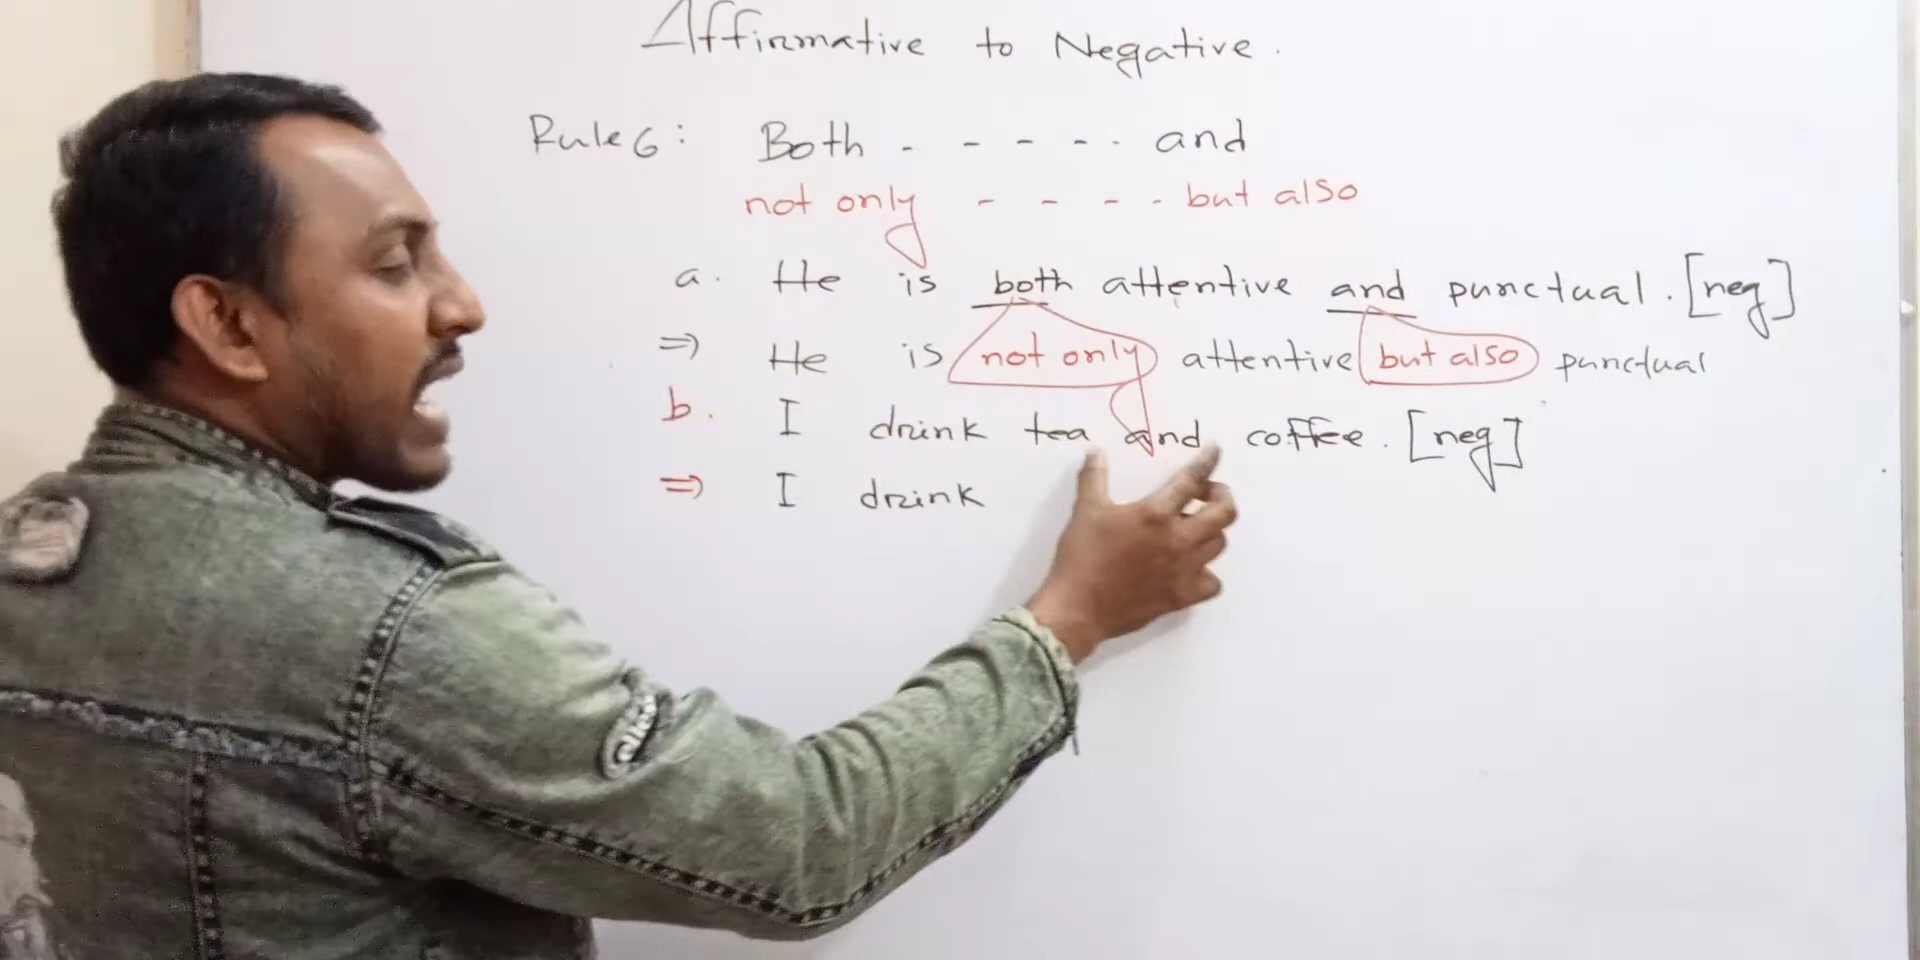 Affirmative to Negative.
Rule 6: Both - - - - - and
not only - - - - but also
a. He is both attentive and punctual. [neg]
⇒ He is not only attentive but also punctual
b. I drink tea and coffee. [neg]
⇒ I drink